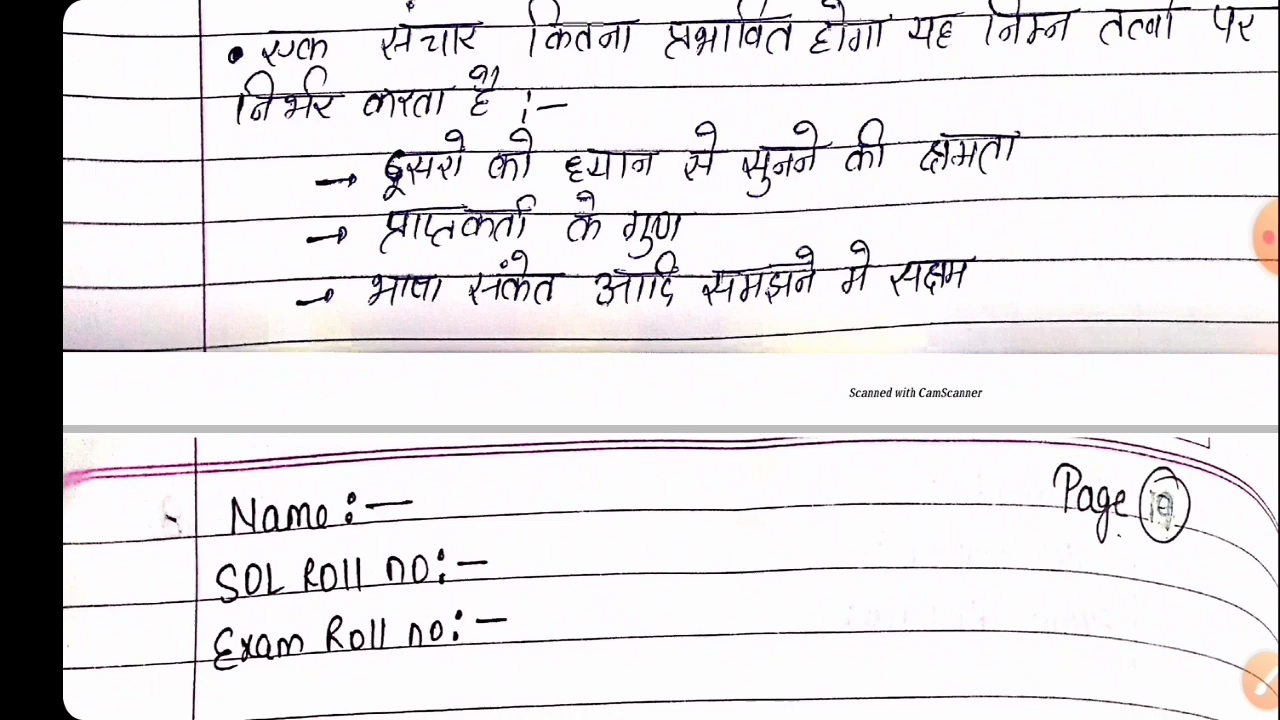 • एक संचार कितना प्रभावित होगा यह निम्न तत्वों पर
निर्भर करता है :-
→ दूसरो को ध्यान से सुनने की क्षमता
→ प्राप्तकर्ता के गुण
→ भाषा संकेत आदि समझने मे सक्षम
Scanned with CamScanner
Name :-
Page
SOL Roll no :-
Exam Roll no :-